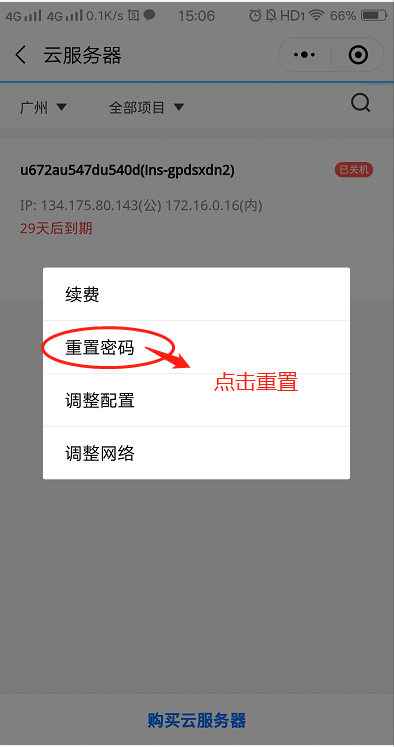 4G 4G 0.1K/s 15:06 HD1 66%
云服务器
广州 全部项目
u672au547du540d(Ins-gpdsxdn2) 已关机
IP: 134.175.80.143(公) 172.16.0.16(内)
29天后到期
续费
重置密码
点击重置
调整配置
调整网络
购买云服务器